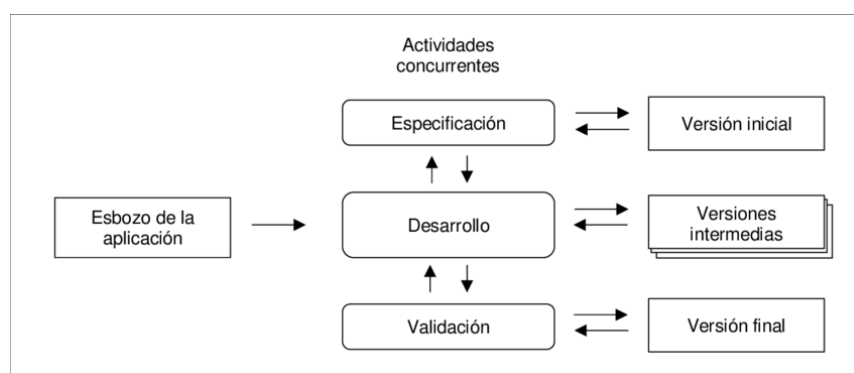 Actividades
concurrentes
Especificación
Versión inicial
Esbozo de la
aplicación
Desarrollo
Versiones
intermedias
Validación
Versión final